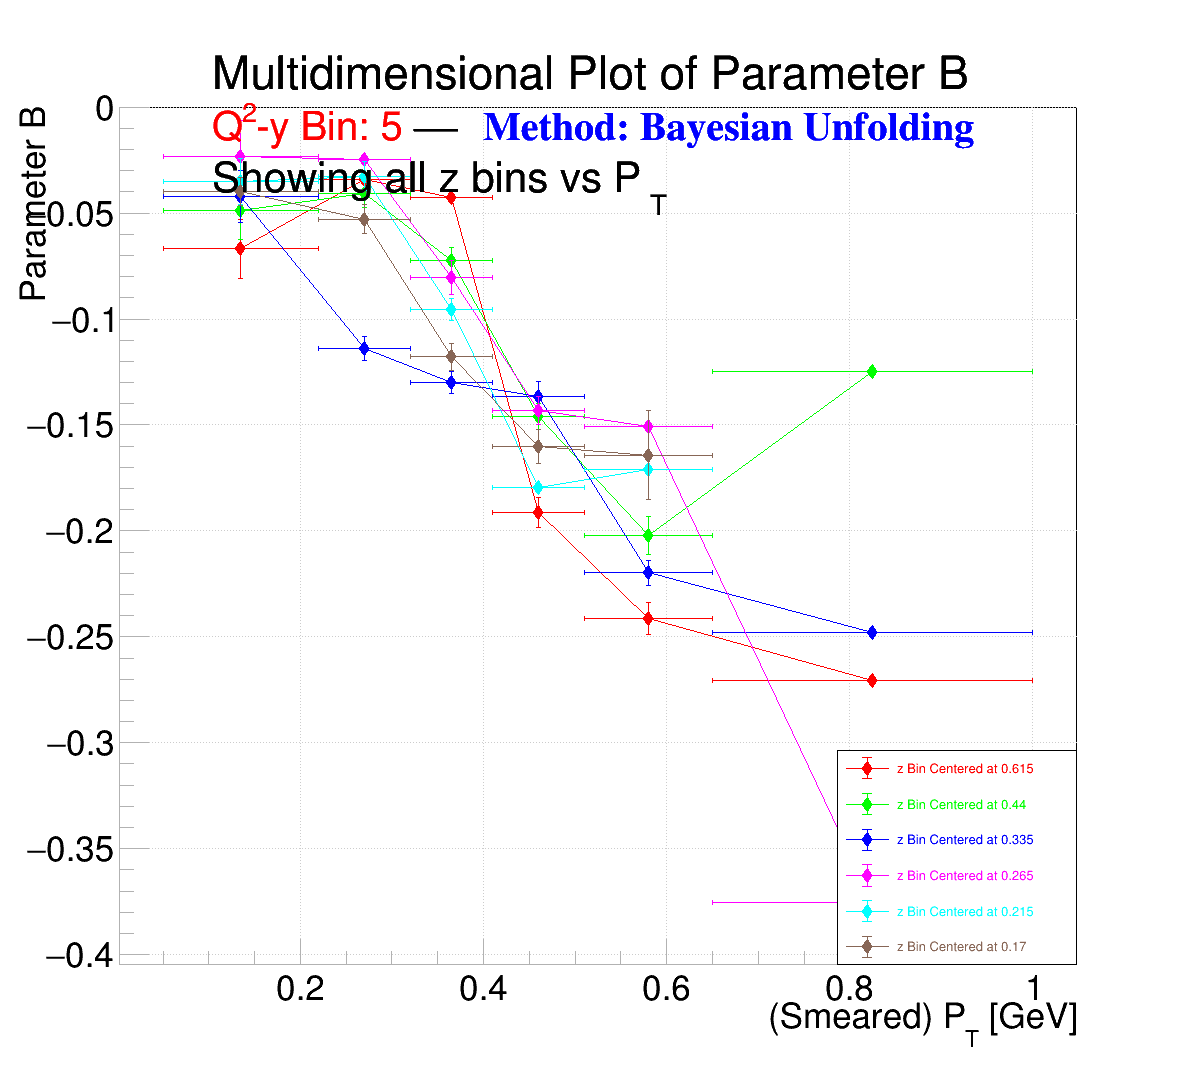 Multidimensional Plot of Parameter B
Q²-y Bin: 5 — Method: Bayesian Unfolding
Showing all z bins vs P_T
Parameter B
0
−0.05
−0.1
−0.15
−0.2
−0.25
−0.3
−0.35
−0.4
z Bin Centered at 0.615
z Bin Centered at 0.44
z Bin Centered at 0.335
z Bin Centered at 0.265
z Bin Centered at 0.215
z Bin Centered at 0.17
0.2 0.4 0.6 0.8 1
(Smeared) P_T [GeV]